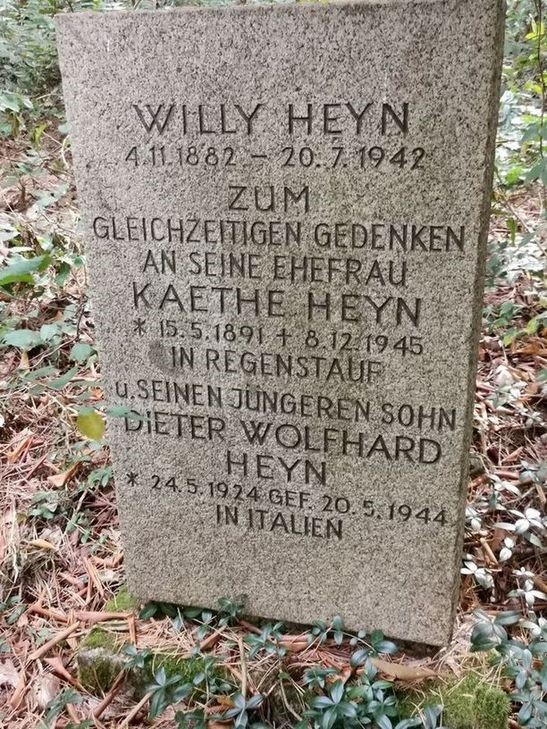 WILLY HEYN
4.11.1882 – 20.7.1942
ZUM
GLEICHZEITIGEN GEDENKEN
AN SEINE EHEFRAU
KAETHE HEYN
* 15.5.1891 + 8.12.1945
IN REGENSTAUF
u. SEINEN JÜNGEREN SOHN
DIETER WOLFHARD
HEYN
* 24.5.1924 GEF. 20.5.1944
IN ITALIEN